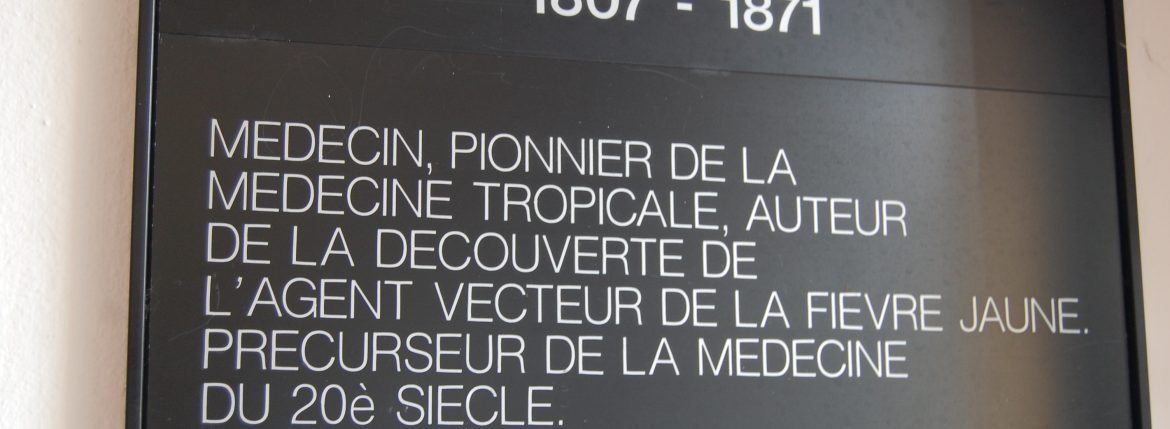 1807 - 1871
MEDECIN, PIONNIER DE LA
MEDECINE TROPICALE, AUTEUR
DE LA DECOUVERTE DE
L'AGENT VECTEUR DE LA FIEVRE JAUNE.
PRECURSEUR DE LA MEDECINE
DU 20è SIECLE.